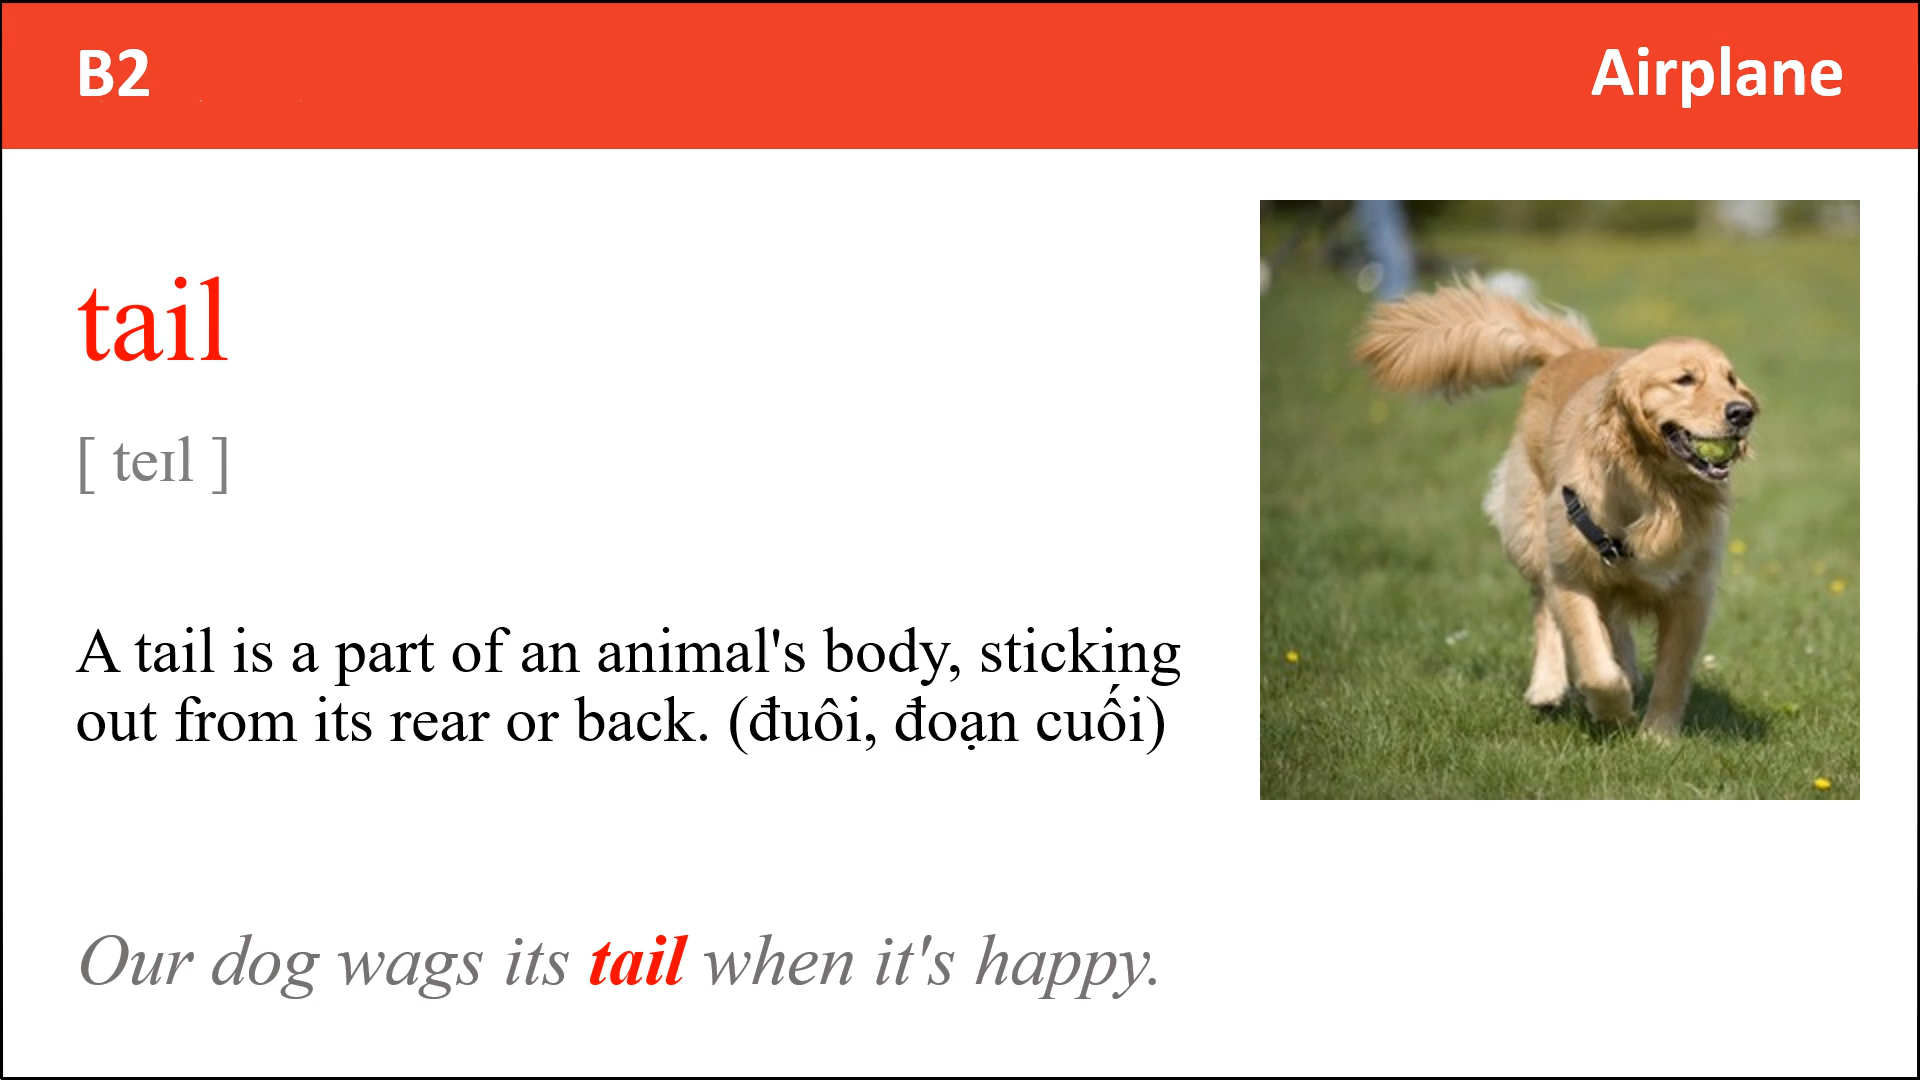 B2
Airplane
tail
[ teɪl ]
A tail is a part of an animal's body, sticking
out from its rear or back. (đuôi, đoạn cuối)
Our dog wags its tail when it's happy.